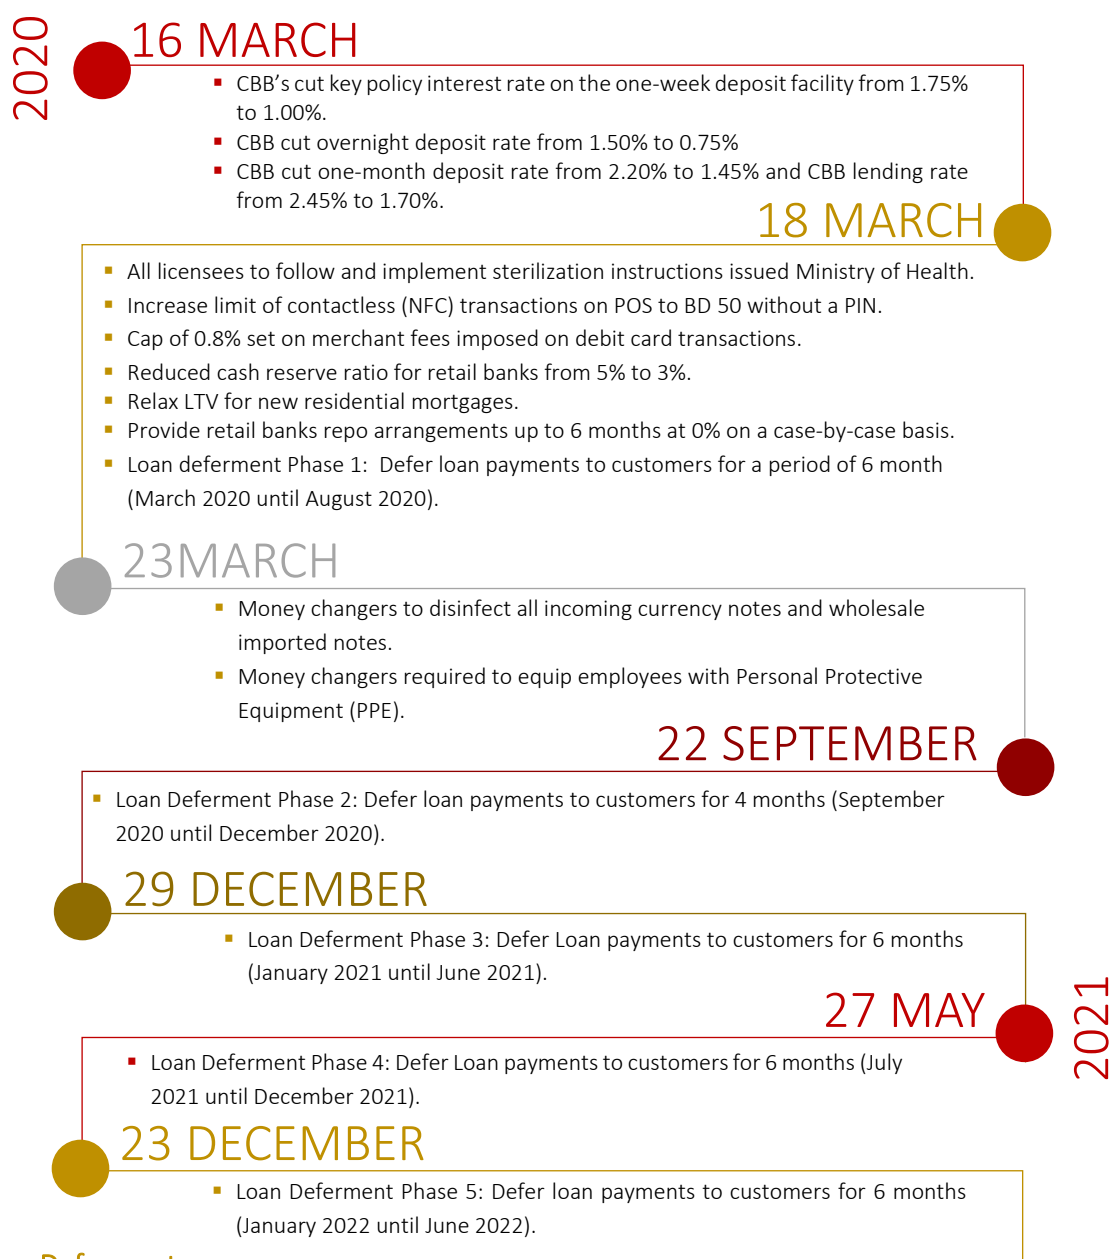 2020
16 MARCH
▪ CBB’s cut key policy interest rate on the one-week deposit facility from 1.75%
to 1.00%.
▪ CBB cut overnight deposit rate from 1.50% to 0.75%
▪ CBB cut one-month deposit rate from 2.20% to 1.45% and CBB lending rate
from 2.45% to 1.70%.
18 MARCH
▪ All licensees to follow and implement sterilization instructions issued Ministry of Health.
▪ Increase limit of contactless (NFC) transactions on POS to BD 50 without a PIN.
▪ Cap of 0.8% set on merchant fees imposed on debit card transactions.
▪ Reduced cash reserve ratio for retail banks from 5% to 3%.
▪ Relax LTV for new residential mortgages.
▪ Provide retail banks repo arrangements up to 6 months at 0% on a case-by-case basis.
▪ Loan deferment Phase 1: Defer loan payments to customers for a period of 6 month
(March 2020 until August 2020).
23MARCH
▪ Money changers to disinfect all incoming currency notes and wholesale
imported notes.
▪ Money changers required to equip employees with Personal Protective
Equipment (PPE).
22 SEPTEMBER
▪ Loan Deferment Phase 2: Defer loan payments to customers for 4 months (September
2020 until December 2020).
29 DECEMBER
▪ Loan Deferment Phase 3: Defer Loan payments to customers for 6 months
(January 2021 until June 2021).
27 MAY
2021
▪ Loan Deferment Phase 4: Defer Loan payments to customers for 6 months (July
2021 until December 2021).
23 DECEMBER
▪ Loan Deferment Phase 5: Defer loan payments to customers for 6 months
(January 2022 until June 2022).